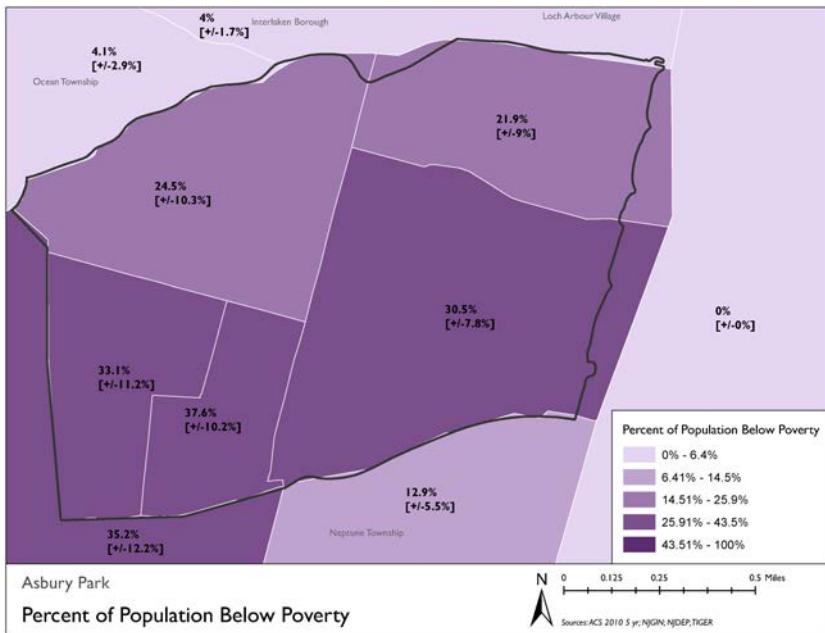 4%
[+/-1.7%]
Interlaken Borough
Loch Arbour Village
4.1%
[+/-2.9%]
Ocean Township
21.9%
[+/-9%]
24.5%
[+/-10.3%]
30.5%
[+/-7.8%]
0%
[+/-0%]
33.1%
[+/-11.2%]
37.6%
[+/-10.2%]
12.9%
[+/-5.5%]
Neptune Township
35.2%
[+/-12.2%]
Percent of Population Below Poverty
0% - 6.4%
6.41% - 14.5%
14.51% - 25.9%
25.91% - 43.5%
43.51% - 100%
Asbury Park
Percent of Population Below Poverty
N
0 0.125 0.25 0.5 Miles
Sources: ACS 2010 5 yr; NJGIN; NJDEP; TIGER